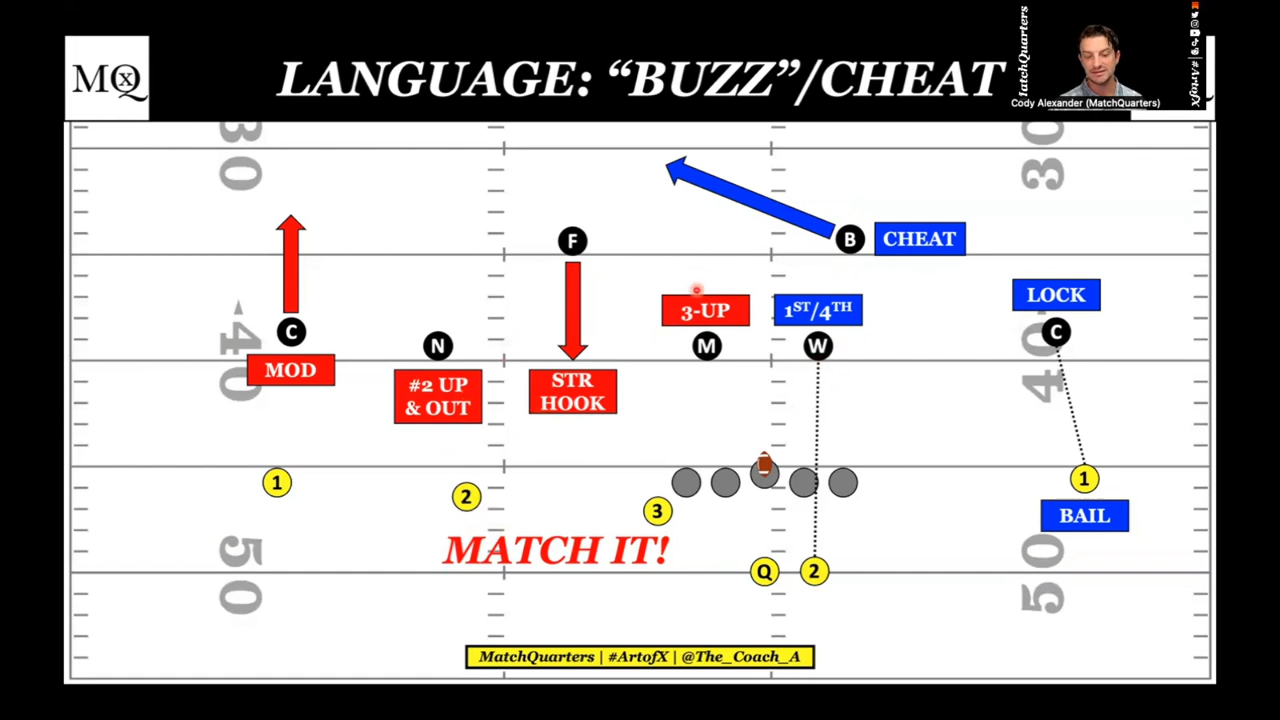 MQx
LANGUAGE: “BUZZ”/CHEAT
Cody Alexander (MatchQuarters)
30
30
F
B
CHEAT
C
N
3-UP
1ST/4TH
LOCK
M
W
C
-40
40-
MOD
#2 UP
& OUT
STR
HOOK
1
2
3
1
BAIL
MATCH IT!
Q
2
50
50
MatchQuarters | #ArtofX | @The_Coach_A